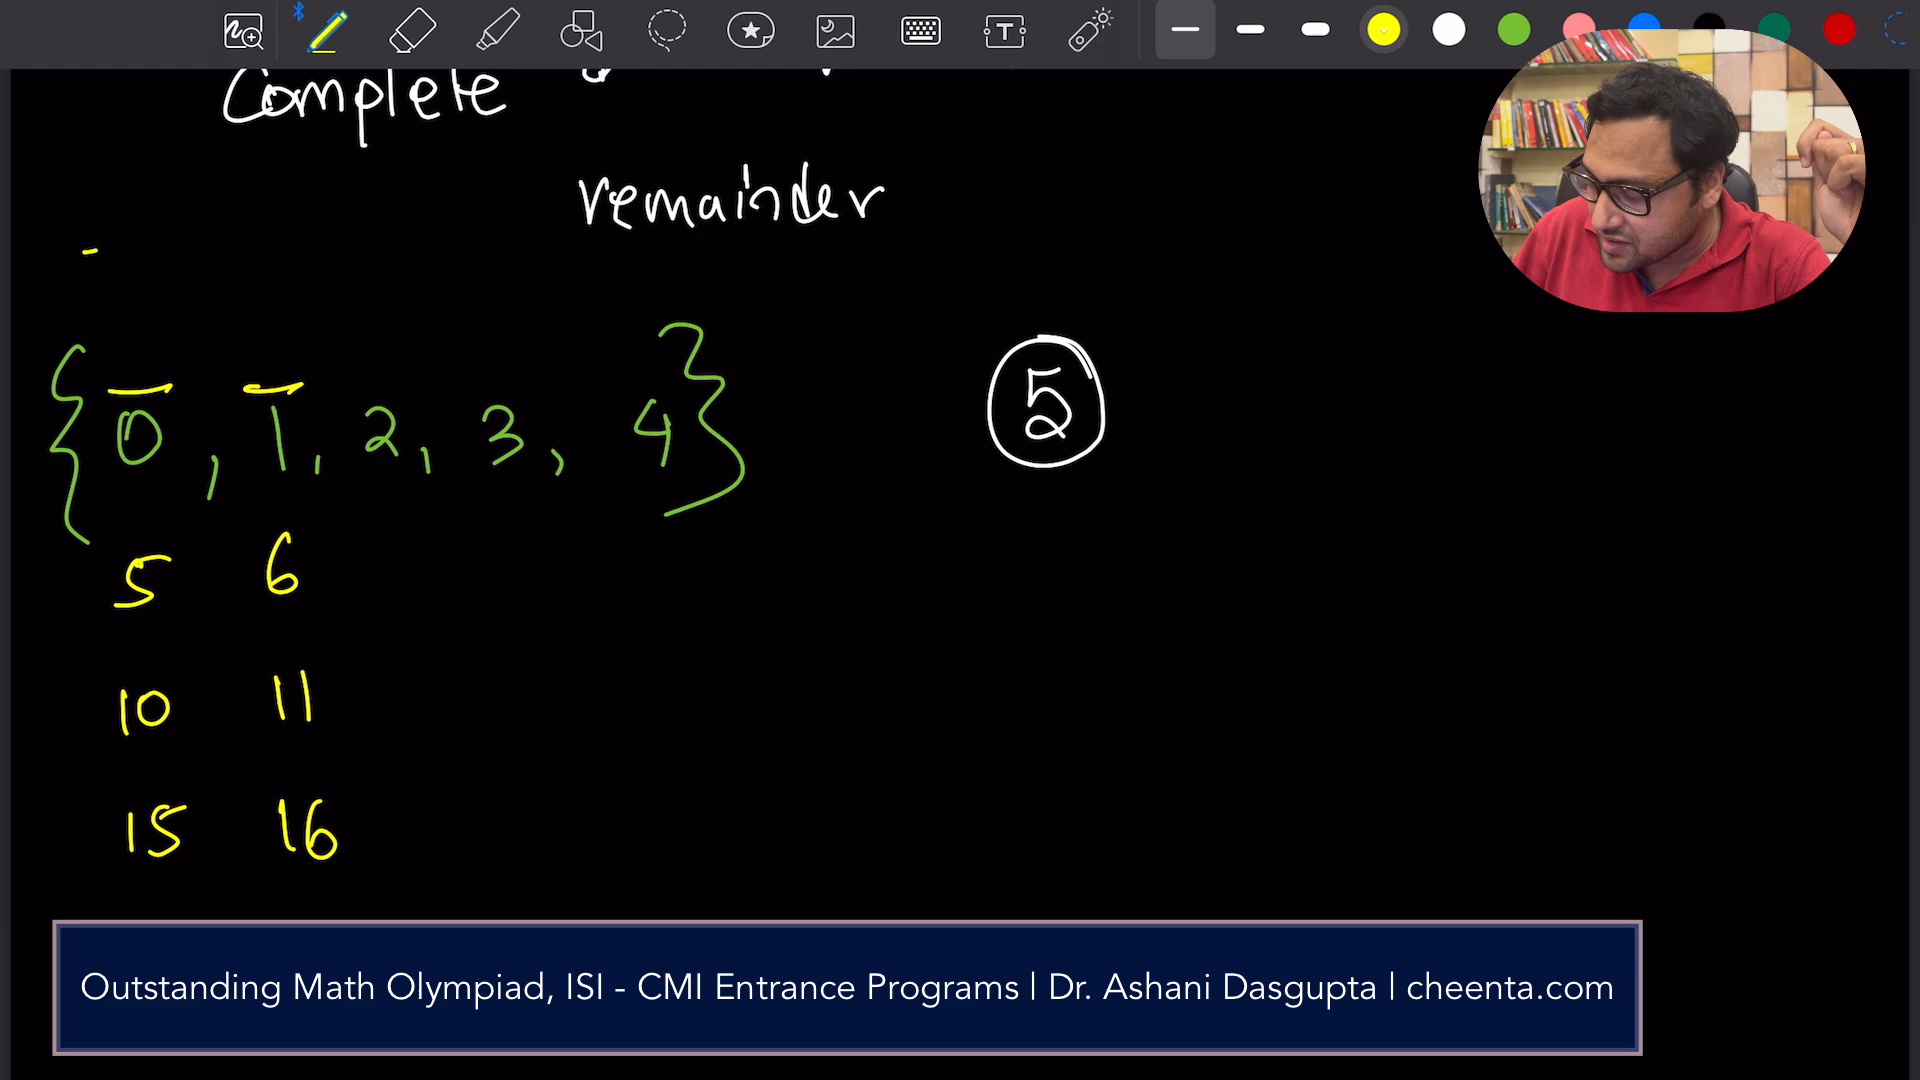 Complete
remainder
{ 0, 1, 2, 3, 4 } 5
5 6
10 11
15 16
Outstanding Math Olympiad, ISI - CMI Entrance Programs | Dr. Ashani Dasgupta | cheenta.com